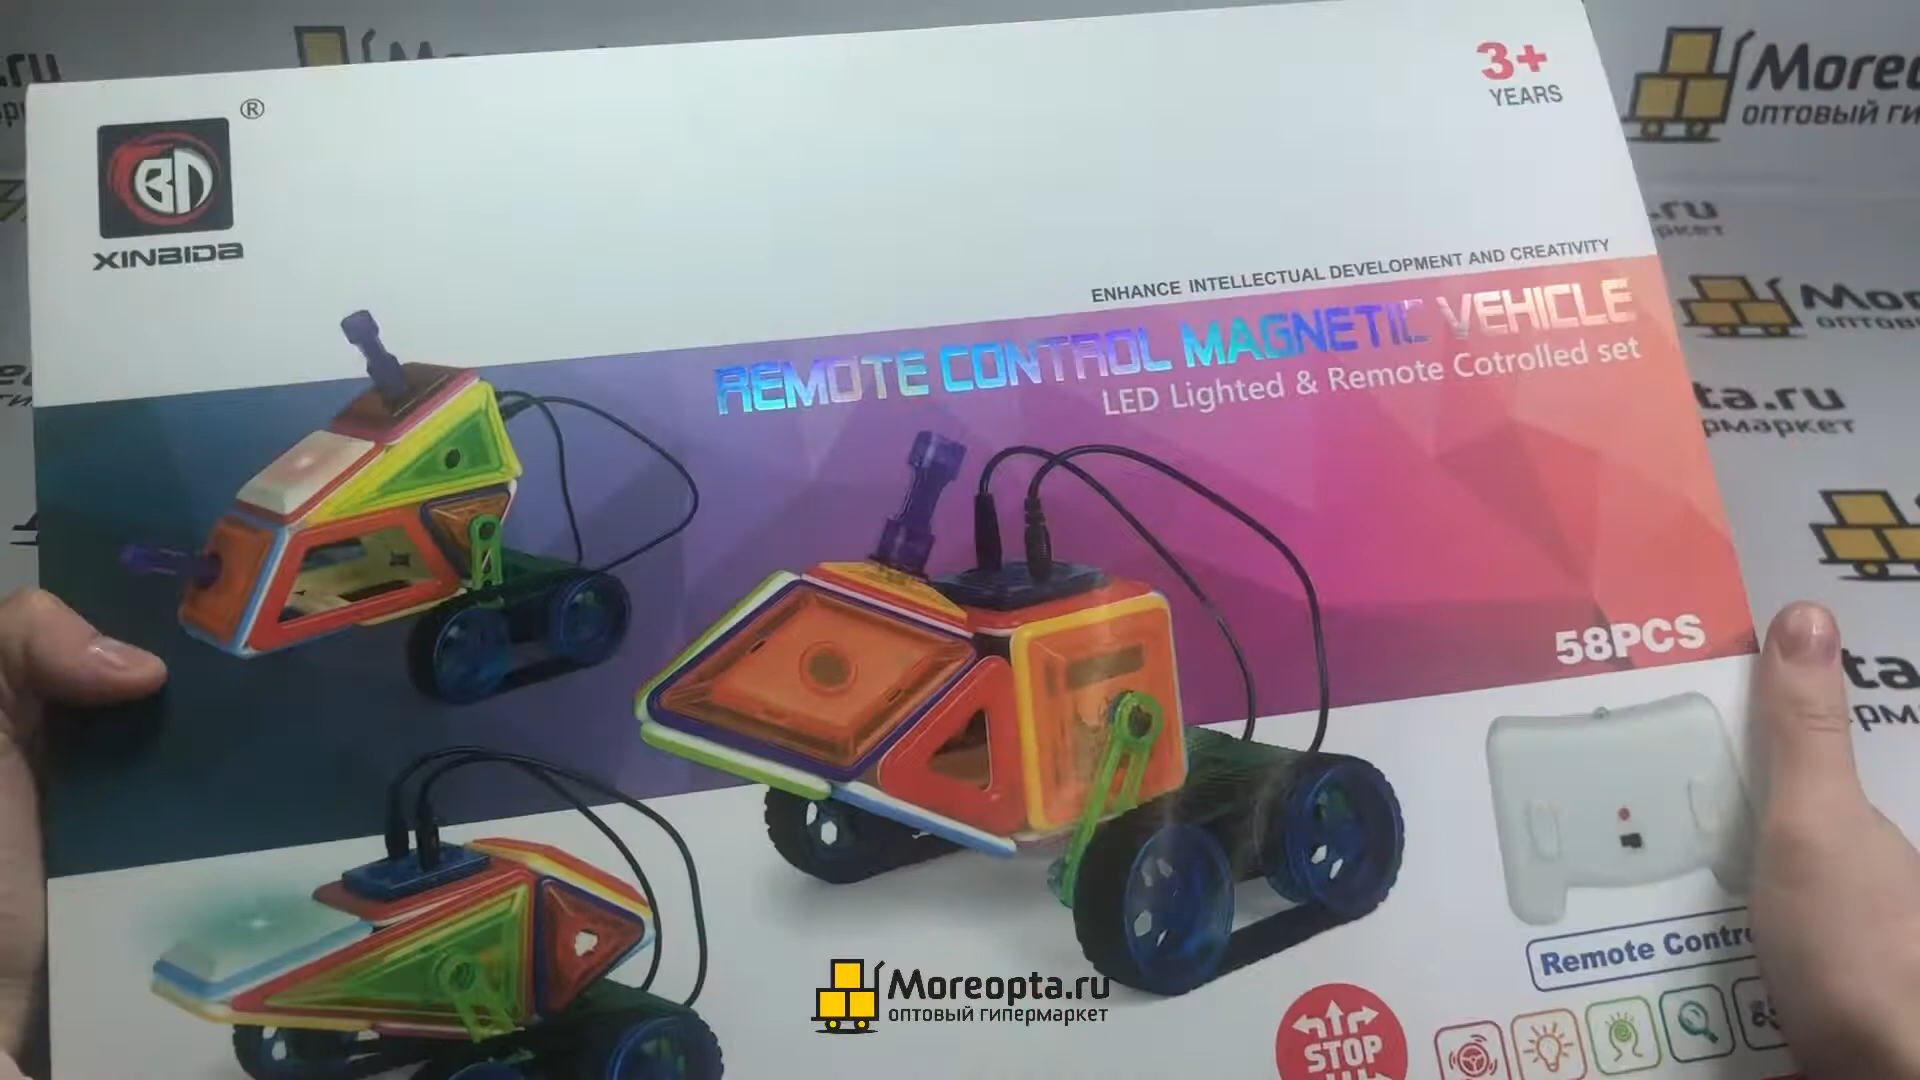 3+
YEARS
®
XINBIDA
ENHANCE INTELLECTUAL DEVELOPMENT AND CREATIVITY
REMOTE CONTROL MAGNETIC VEHICLE
LED Lighted & Remote Cotrolled set
58PCS
Remote Contr
STOP
Moreopta.ru
оптовый гипермаркет